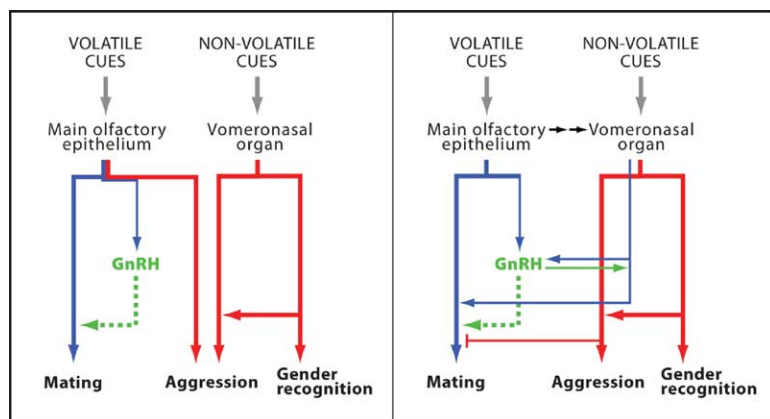 VOLATILE
CUES
NON-VOLATILE
CUES
Main olfactory
epithelium
Vomeronasal
organ
GnRH
Mating
Aggression
Gender
recognition
VOLATILE
CUES
NON-VOLATILE
CUES
Main olfactory
epithelium
Vomeronasal
organ
GnRH
Mating
Aggression
Gender
recognition